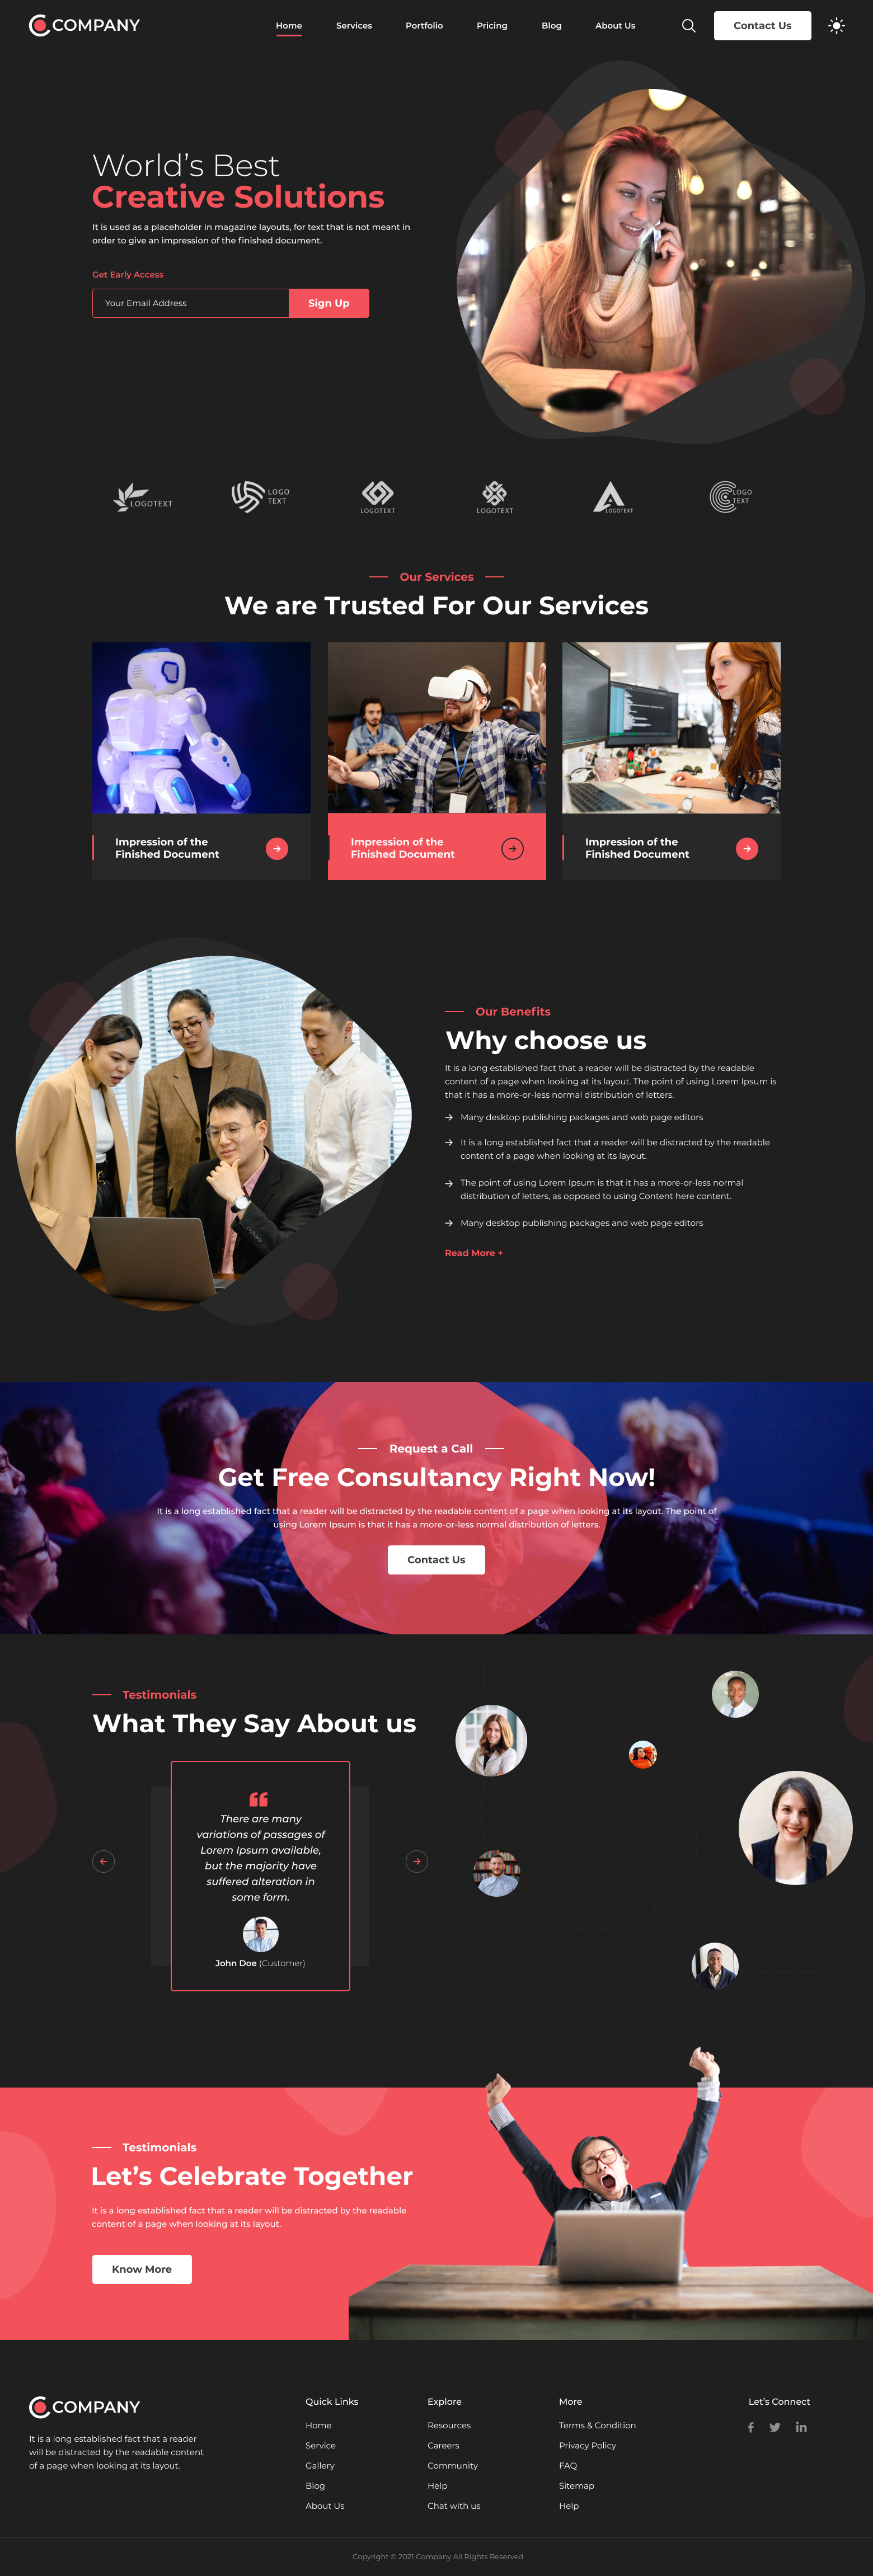 COMPANY
Home
Services
Portfolio
Pricing
Blog
About Us
Contact Us
World's Best
Creative Solutions
It is used as a placeholder in magazine layouts, for text that is not meant in
order to give an impression of the finished document.
Get Early Access
Your Email Address
Sign Up
LOGOTEXT
LOGO
TEXT
LOGOTEXT
LOGOTEXT
LOGOTEXT
LOGO
TEXT
Our Services
We are Trusted For Our Services
Impression of the
Finished Document
Impression of the
Finished Document
Impression of the
Finished Document
Our Benefits
Why choose us
It is a long established fact that a reader will be distracted by the readable
content of a page when looking at its layout. The point of using Lorem Ipsum is
that it has a more-or-less normal distribution of letters.
Many desktop publishing packages and web page editors
It is a long established fact that a reader will be distracted by the readable
content of a page when looking at its layout.
The point of using Lorem Ipsum is that it has a more-or-less normal
distribution of letters, as opposed to using Content here content.
Many desktop publishing packages and web page editors
Read More +
Request a Call
Get Free Consultancy Right Now!
It is a long established fact that a reader will be distracted by the readable content of a page when looking at its layout. The point of
using Lorem Ipsum is that it has a more-or-less normal distribution of letters.
Contact Us
Testimonials
What They Say About us
There are many
variations of passages of
Lorem Ipsum available,
but the majority have
suffered alteration in
some form.
John Doe (Customer)
Testimonials
Let's Celebrate Together
It is a long established fact that a reader will be distracted by the readable
content of a page when looking at its layout.
Know More
COMPANY
It is a long established fact that a reader
will be distracted by the readable content
of a page when looking at its layout.
Quick Links
Home
Service
Gallery
Blog
About Us
Explore
Resources
Careers
Community
Help
Chat with us
More
Terms & Condition
Privacy Policy
FAQ
Sitemap
Help
Let's Connect
Copyright © 2021 Company All Rights Reserved